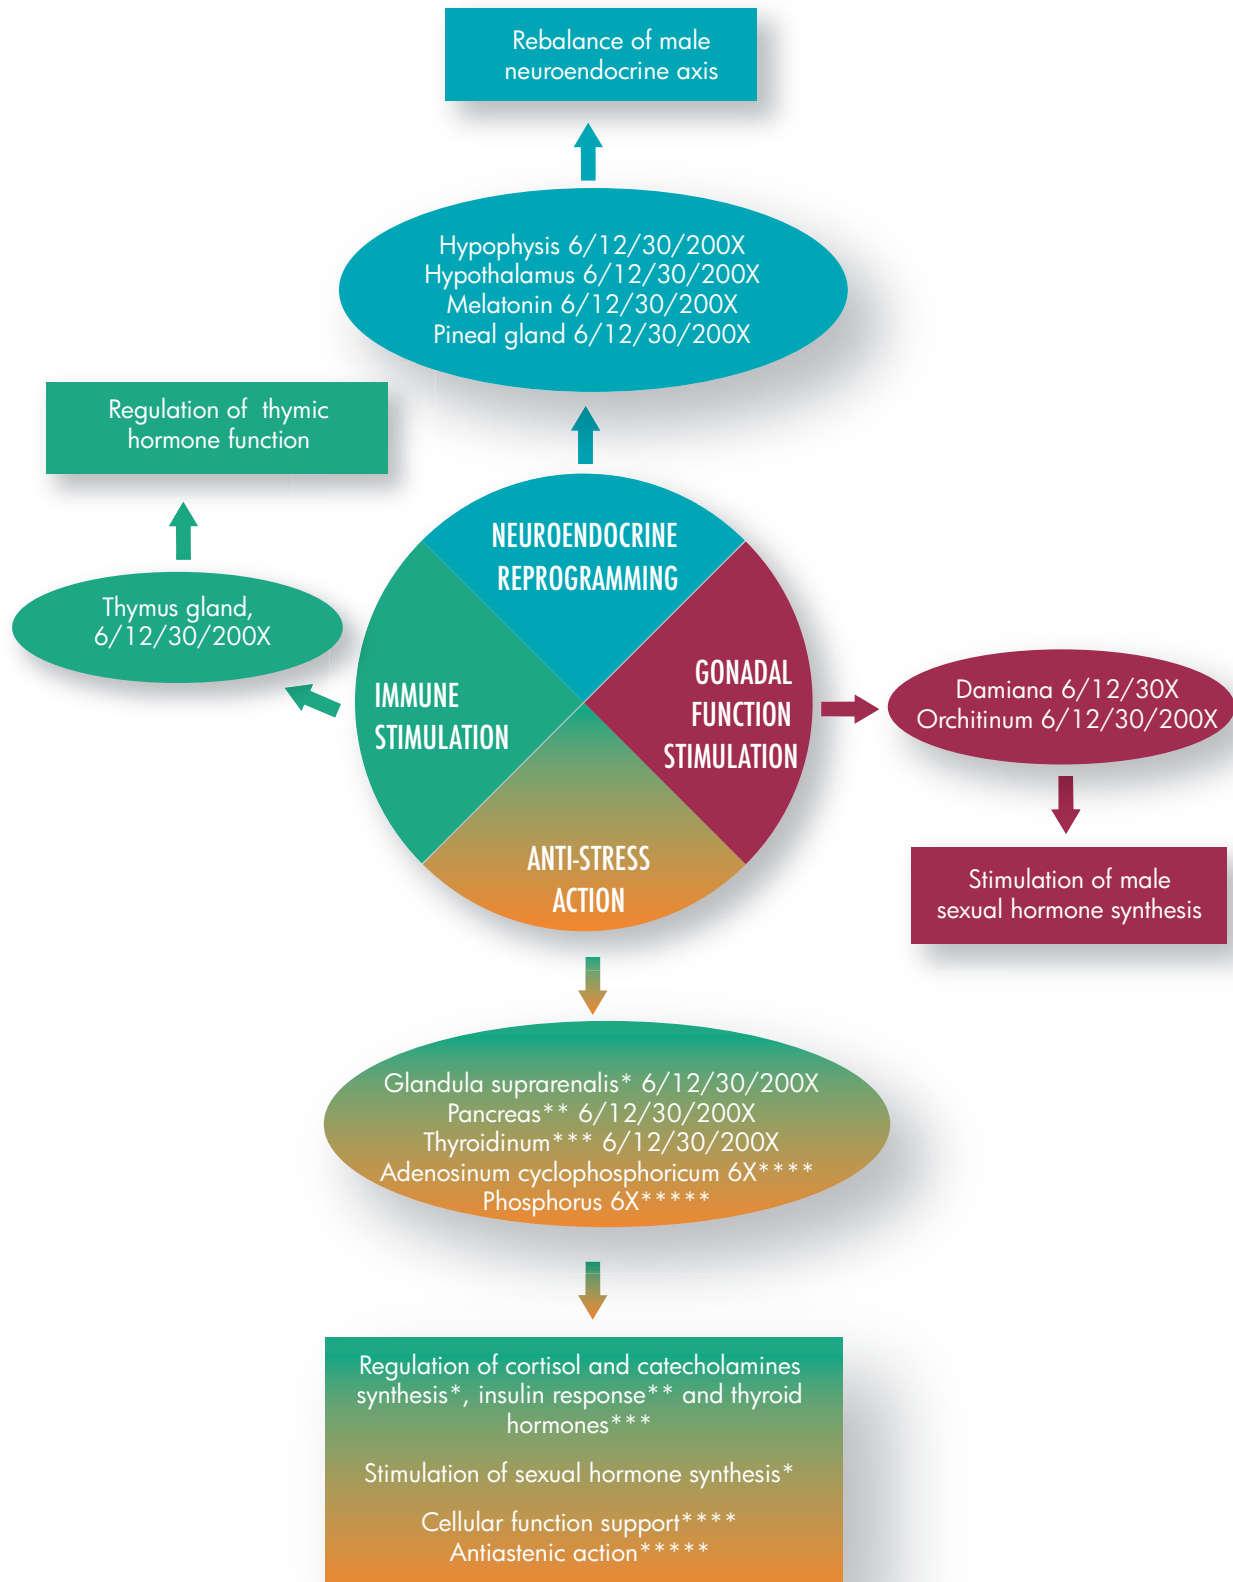 Rebalance of male
neuroendocrine axis
Hypophysis 6/12/30/200X
Hypothalamus 6/12/30/200X
Melatonin 6/12/30/200X
Pineal gland 6/12/30/200X
Regulation of thymic
hormone function
Thymus gland,
6/12/30/200X
NEUROENDOCRINE
REPROGRAMMING
IMMUNE
STIMULATION
GONADAL
FUNCTION
STIMULATION
ANTI-STRESS
ACTION
Damiana 6/12/30X
Orchitinum 6/12/30/200X
Stimulation of male
sexual hormone synthesis
Glandula suprarenalis* 6/12/30/200X
Pancreas** 6/12/30/200X
Thyroidinum*** 6/12/30/200X
Adenosinum cyclophosphoricum 6X****
Phosphorus 6X*****
Regulation of cortisol and catecholamines
synthesis*, insulin response** and thyroid
hormones***
Stimulation of sexual hormone synthesis*
Cellular function support****
Antiastenic action*****